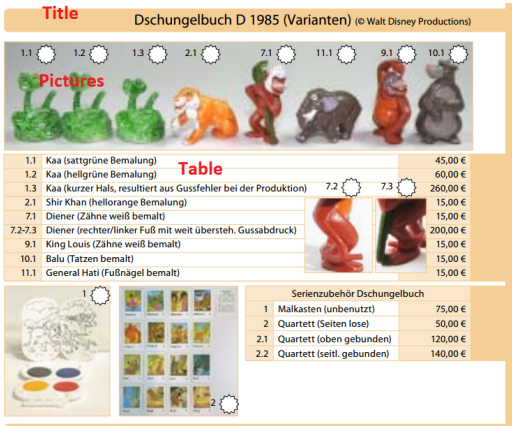 Title
Dschungelbuch D 1985 (Varianten) (© Walt Disney Productions)
1.1 1.2 1.3 2.1 7.1 11.1 9.1 10.1
Pictures
Table
1.1 Kaa (sattgrüne Bemalung) 45,00 €
1.2 Kaa (hellgrüne Bemalung) 60,00 €
1.3 Kaa (kurzer Hals, resultiert aus Gussfehler bei der Produktion) 260,00 €
7.2 7.3
2.1 Shir Khan (hellorange Bemalung) 15,00 €
7.1 Diener (Zähne weiß bemalt) 15,00 €
7.2-7.3 Diener (rechter/linker Fuß mit weit übersteh. Gussabdruck) 200,00 €
9.1 King Louis (Zähne weiß bemalt) 15,00 €
10.1 Balu (Tatzen bemalt) 15,00 €
11.1 General Hati (Fußnägel bemalt) 15,00 €
1
2
Serienzubehör Dschungelbuch
1 Malkasten (unbenutzt) 75,00 €
2 Quartett (Seiten lose) 50,00 €
2.1 Quartett (oben gebunden) 120,00 €
2.2 Quartett (seitl. gebunden) 140,00 €